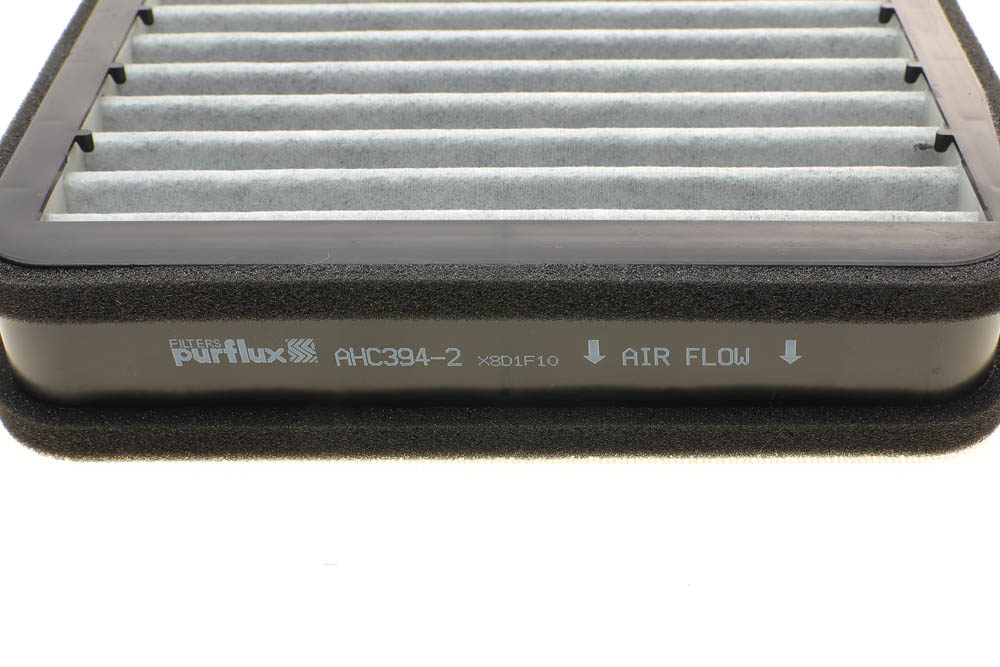 FILTERS
purflux AHC394-2 X8D1F10 ⬇ AIR FLOW ⬇